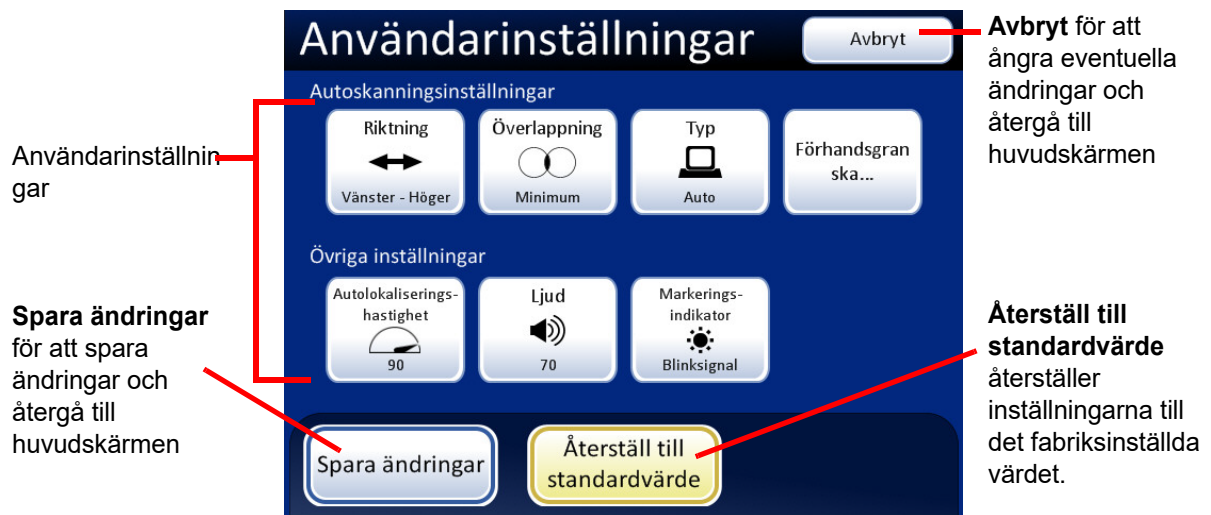 Användarinställningar
Avbryt
Autoskanningsinställningar
Riktning
Vänster - Höger
Överlappning
Minimum
Typ
Auto
Förhandsgran
ska...
Övriga inställningar
Autolokaliserings-
hastighet
90
Ljud
70
Markerings-
indikator
Blinksignal
Spara ändringar
Återställ till
standardvärde
Användarinställnin
gar
Spara ändringar
för att spara
ändringar och
återgå till
huvudskärmen
Avbryt för att
ångra eventuella
ändringar och
återgå till
huvudskärmen
Återställ till
standardvärde
återställer
inställningarna till
det fabriksinställda
värdet.